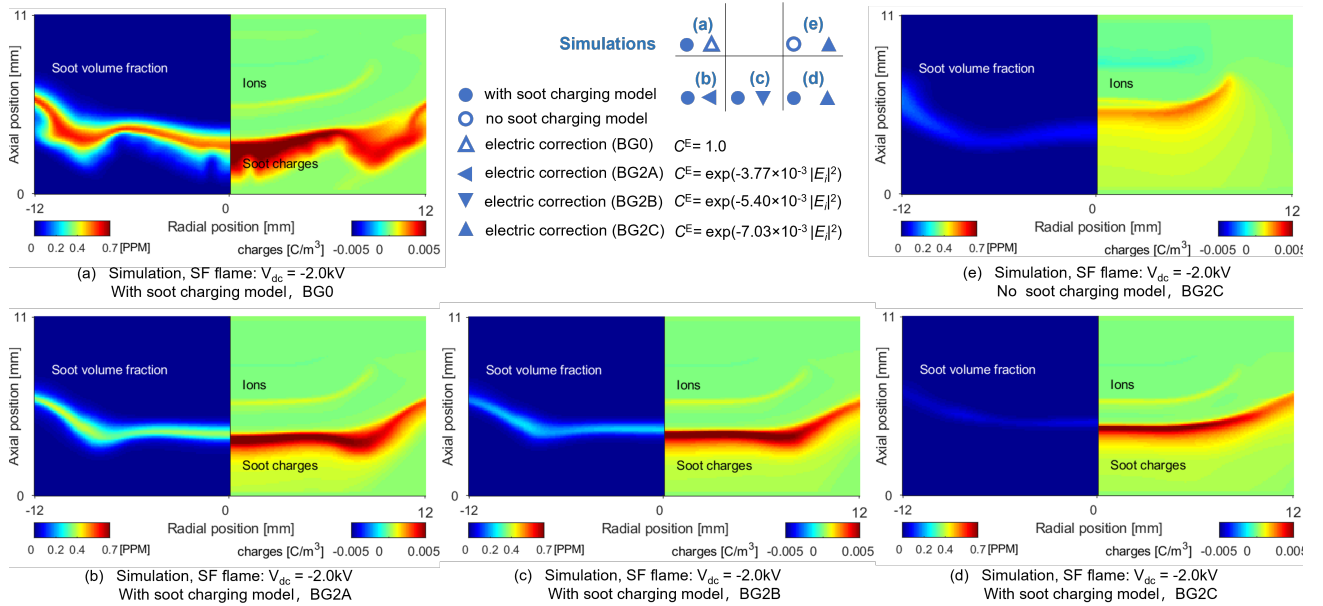 11
Axial position [mm]
0
Soot volume fraction
Ions
Soot charges
-12
0
12
Radial position [mm]
0 0.2 0.4 0.7 [PPM]
charges [C/m³]
-0.005 0.005
(a) Simulation, SF flame: Vdc = -2.0kV
With soot charging model, BG0
Simulations
(a)
(e)
(b)
(c)
(d)
with soot charging model
no soot charging model
electric correction (BG0) Cᴱ= 1.0
electric correction (BG2A) Cᴱ= exp(-3.77×10⁻³ |Eᵢ|²)
electric correction (BG2B) Cᴱ= exp(-5.40×10⁻³ |Eᵢ|²)
electric correction (BG2C) Cᴱ= exp(-7.03×10⁻³ |Eᵢ|²)
11
Axial position [mm]
0
Soot volume fraction
Ions
-12
0
12
Radial position [mm]
0 0.2 0.4 0.7 [PPM]
charges [C/m³]
-0.005 0.005
(e) Simulation, SF flame: Vdc = -2.0kV
No soot charging model, BG2C
11
Axial position [mm]
0
Soot volume fraction
Ions
Soot charges
-12
0
12
Radial position [mm]
0 0.2 0.4 0.7 [PPM]
charges [C/m³]
-0.005 0.005
(b) Simulation, SF flame: Vdc = -2.0kV
With soot charging model, BG2A
11
Axial position [mm]
0
Soot volume fraction
Ions
Soot charges
-12
0
12
Radial position [mm]
0 0.2 0.4 0.7 [PPM]
charges [C/m³]
-0.005 0.005
(c) Simulation, SF flame: Vdc = -2.0kV
With soot charging model, BG2B
11
Axial position [mm]
0
Soot volume fraction
Ions
Soot charges
-12
0
12
Radial position [mm]
0 0.2 0.4 0.7 [PPM]
charges [C/m³]
-0.005 0.005
(d) Simulation, SF flame: Vdc = -2.0kV
With soot charging model, BG2C